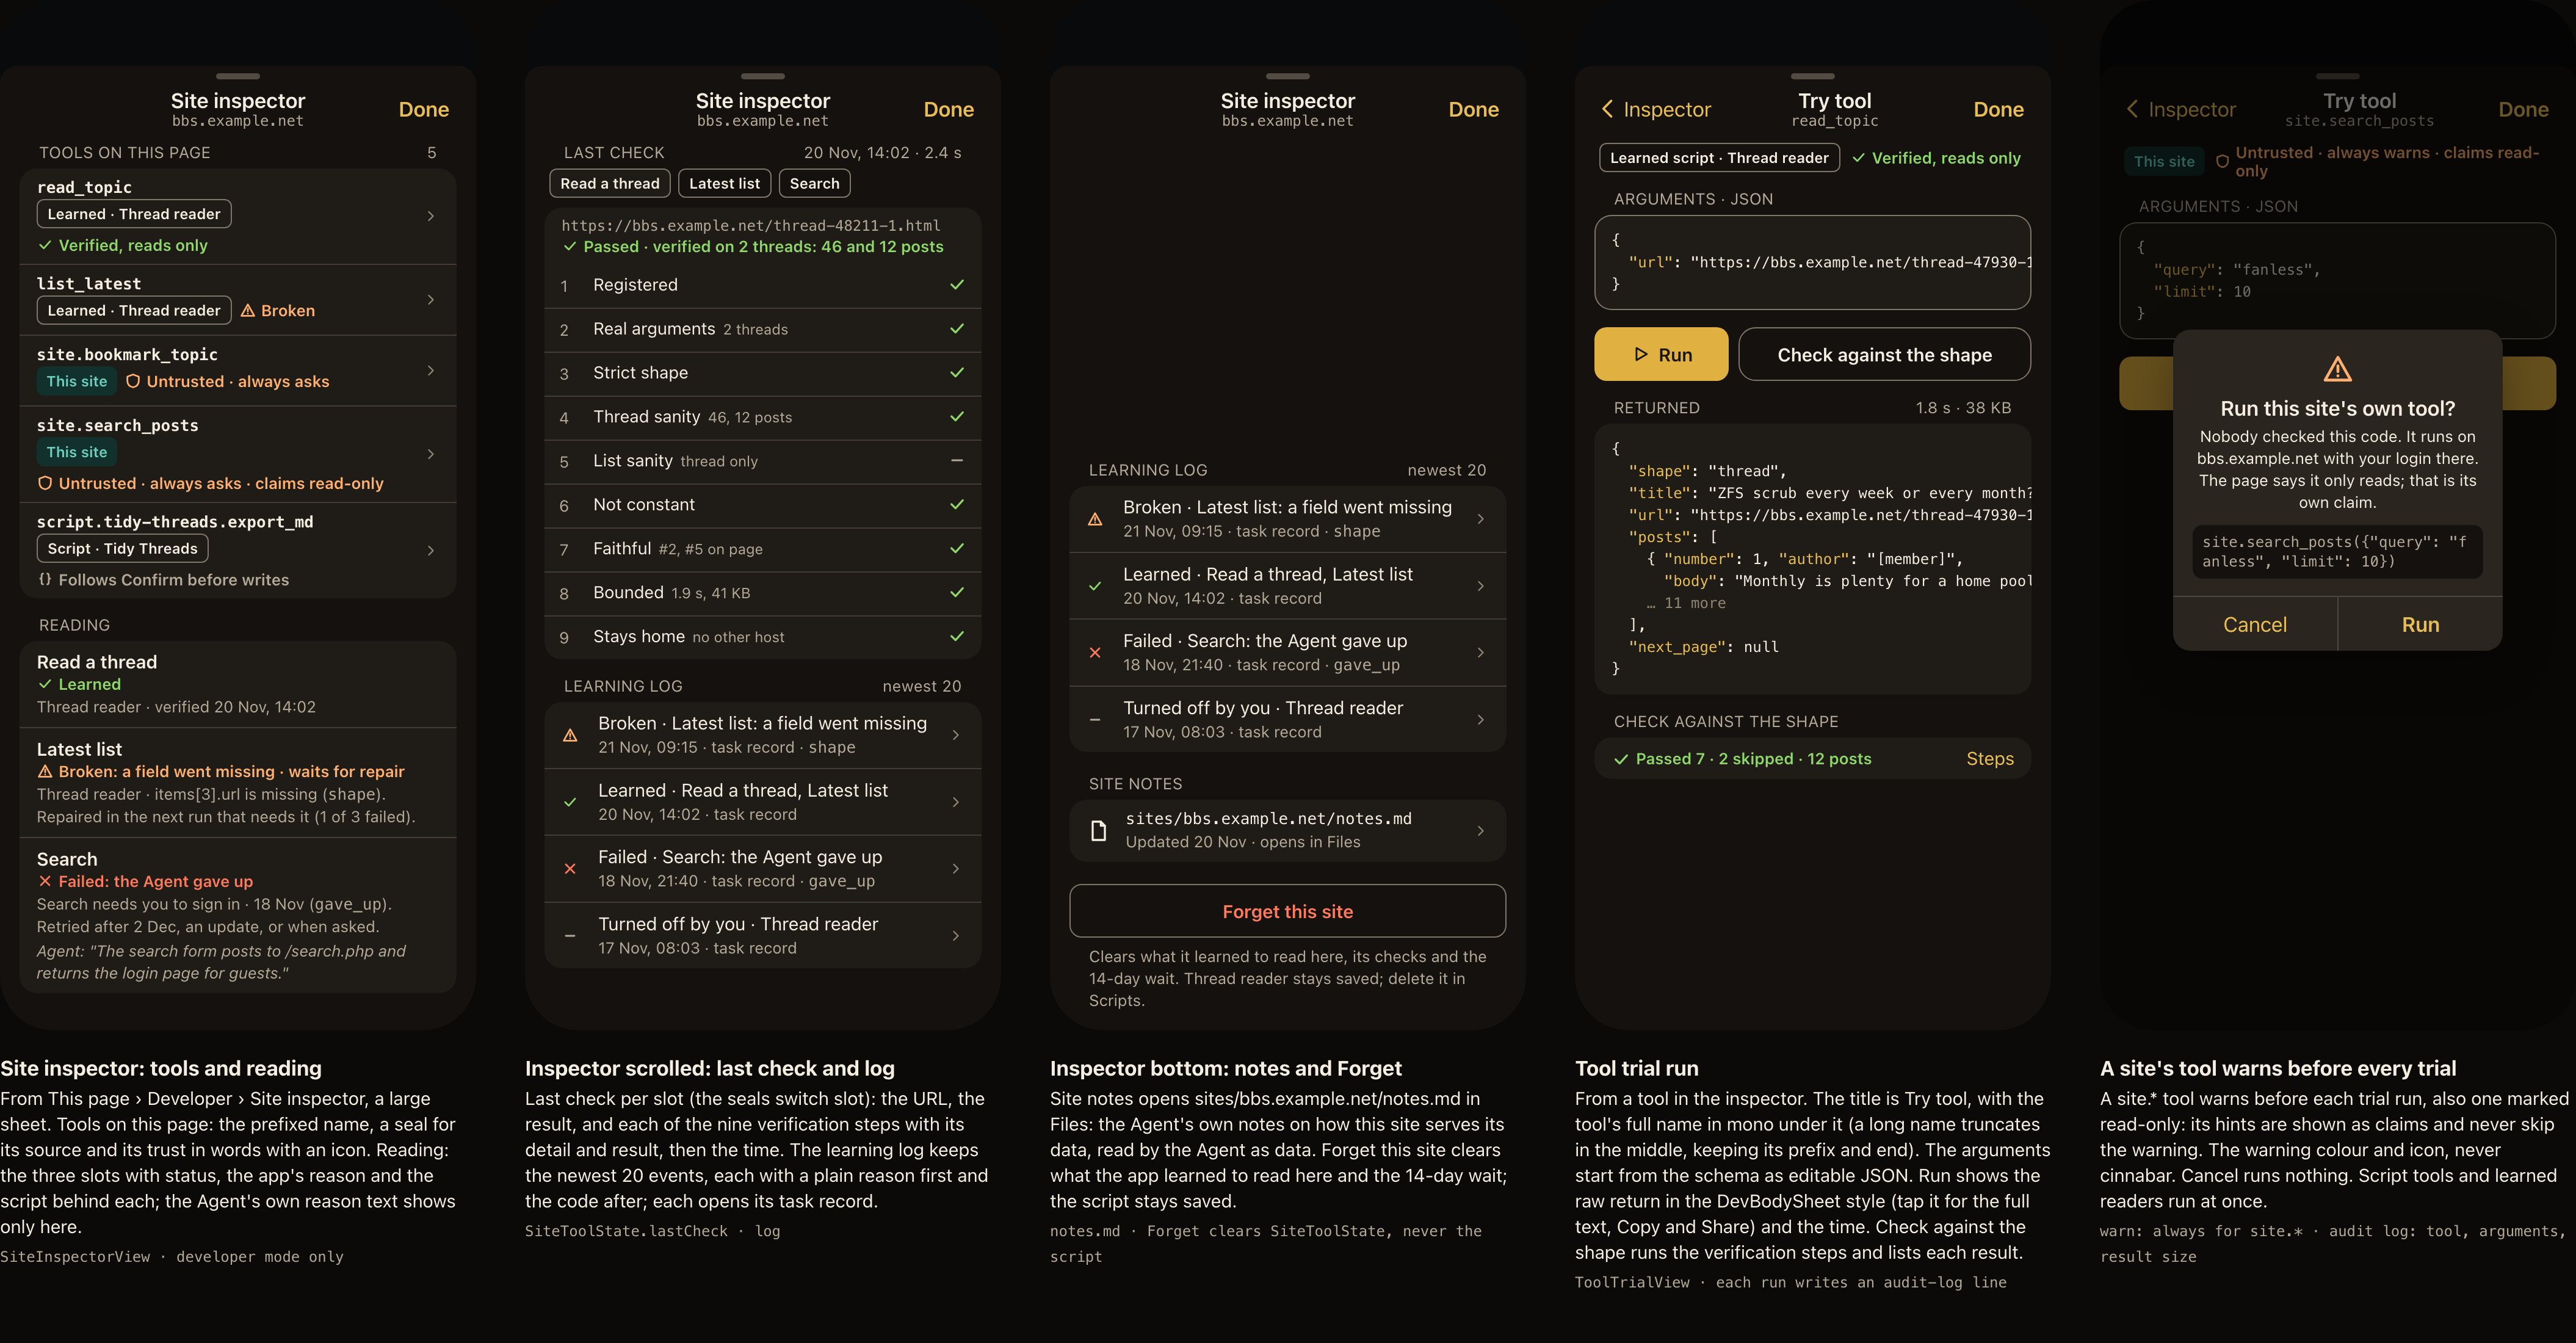 Site inspector
bbs.example.net
Done
TOOLS ON THIS PAGE
5
read_topic
Learned · Thread reader
Verified, reads only
list_latest
Learned · Thread reader
Broken
site.bookmark_topic
This site
Untrusted · always asks
site.search_posts
This site
Untrusted · always asks · claims read-only
script.tidy-threads.export_md
Script · Tidy Threads
{} Follows Confirm before writes
READING
Read a thread
Learned
Thread reader · verified 20 Nov, 14:02
Latest list
Broken: a field went missing · waits for repair
Thread reader · items[3].url is missing (shape).
Repaired in the next run that needs it (1 of 3 failed).
Search
Failed: the Agent gave up
Search needs you to sign in · 18 Nov (gave_up).
Retried after 2 Dec, an update, or when asked.
Agent: "The search form posts to /search.php and
returns the login page for guests."
Site inspector: tools and reading
From This page › Developer › Site inspector, a large
sheet. Tools on this page: the prefixed name, a seal for
its source and its trust in words with an icon. Reading:
the three slots with status, the app's reason and the
script behind each; the Agent's own reason text shows
only here.
SiteInspectorView · developer mode only
Site inspector
bbs.example.net
Done
LAST CHECK
20 Nov, 14:02 · 2.4 s
Read a thread
Latest list
Search
https://bbs.example.net/thread-48211-1.html
Passed · verified on 2 threads: 46 and 12 posts
1 Registered
2 Real arguments 2 threads
3 Strict shape
4 Thread sanity 46, 12 posts
5 List sanity thread only
6 Not constant
7 Faithful #2, #5 on page
8 Bounded 1.9 s, 41 KB
9 Stays home no other host
LEARNING LOG
newest 20
Broken · Latest list: a field went missing
21 Nov, 09:15 · task record · shape
Learned · Read a thread, Latest list
20 Nov, 14:02 · task record
Failed · Search: the Agent gave up
18 Nov, 21:40 · task record · gave_up
Turned off by you · Thread reader
17 Nov, 08:03 · task record
Inspector scrolled: last check and log
Last check per slot (the seals switch slot): the URL, the
result, and each of the nine verification steps with its
detail and result, then the time. The learning log keeps
the newest 20 events, each with a plain reason first and
the code after; each opens its task record.
SiteToolState.lastCheck · log
Site inspector
bbs.example.net
Done
LEARNING LOG
newest 20
Broken · Latest list: a field went missing
21 Nov, 09:15 · task record · shape
Learned · Read a thread, Latest list
20 Nov, 14:02 · task record
Failed · Search: the Agent gave up
18 Nov, 21:40 · task record · gave_up
Turned off by you · Thread reader
17 Nov, 08:03 · task record
SITE NOTES
sites/bbs.example.net/notes.md
Updated 20 Nov · opens in Files
Forget this site
Clears what it learned to read here, its checks and the
14-day wait. Thread reader stays saved; delete it in
Scripts.
Inspector bottom: notes and Forget
Site notes opens sites/bbs.example.net/notes.md in
Files: the Agent's own notes on how this site serves its
data, read by the Agent as data. Forget this site clears
what the app learned to read here and the 14-day wait;
the script stays saved.
notes.md · Forget clears SiteToolState, never the
script
Inspector
Try tool
read_topic
Done
Learned script · Thread reader
Verified, reads only
ARGUMENTS · JSON
{
"url": "https://bbs.example.net/thread-47930-1
}
Run
Check against the shape
RETURNED
1.8 s · 38 KB
{
"shape": "thread",
"title": "ZFS scrub every week or every month?
"url": "https://bbs.example.net/thread-47930-1
"posts": [
{ "number": 1, "author": "[member]",
"body": "Monthly is plenty for a home pool
… 11 more
],
"next_page": null
}
CHECK AGAINST THE SHAPE
Passed 7 · 2 skipped · 12 posts
Steps
Tool trial run
From a tool in the inspector. The title is Try tool, with the
tool's full name in mono under it (a long name truncates
in the middle, keeping its prefix and end). The arguments
start from the schema as editable JSON. Run shows the
raw return in the DevBodySheet style (tap it for the full
text, Copy and Share) and the time. Check against the
shape runs the verification steps and lists each result.
ToolTrialView · each run writes an audit-log line
Inspector
Try tool
site.search_posts
Done
This site
Untrusted · always warns · claims read-
only
ARGUMENTS · JSON
{
"query": "fanless",
"limit": 10
}
Run this site's own tool?
Nobody checked this code. It runs on
bbs.example.net with your login there.
The page says it only reads; that is its
own claim.
site.search_posts({"query": "f
anless", "limit": 10})
Cancel
Run
A site's tool warns before every trial
A site.* tool warns before each trial run, also one marked
read-only: its hints are shown as claims and never skip
the warning. The warning colour and icon, never
cinnabar. Cancel runs nothing. Script tools and learned
readers run at once.
warn: always for site.* · audit log: tool, arguments,
result size